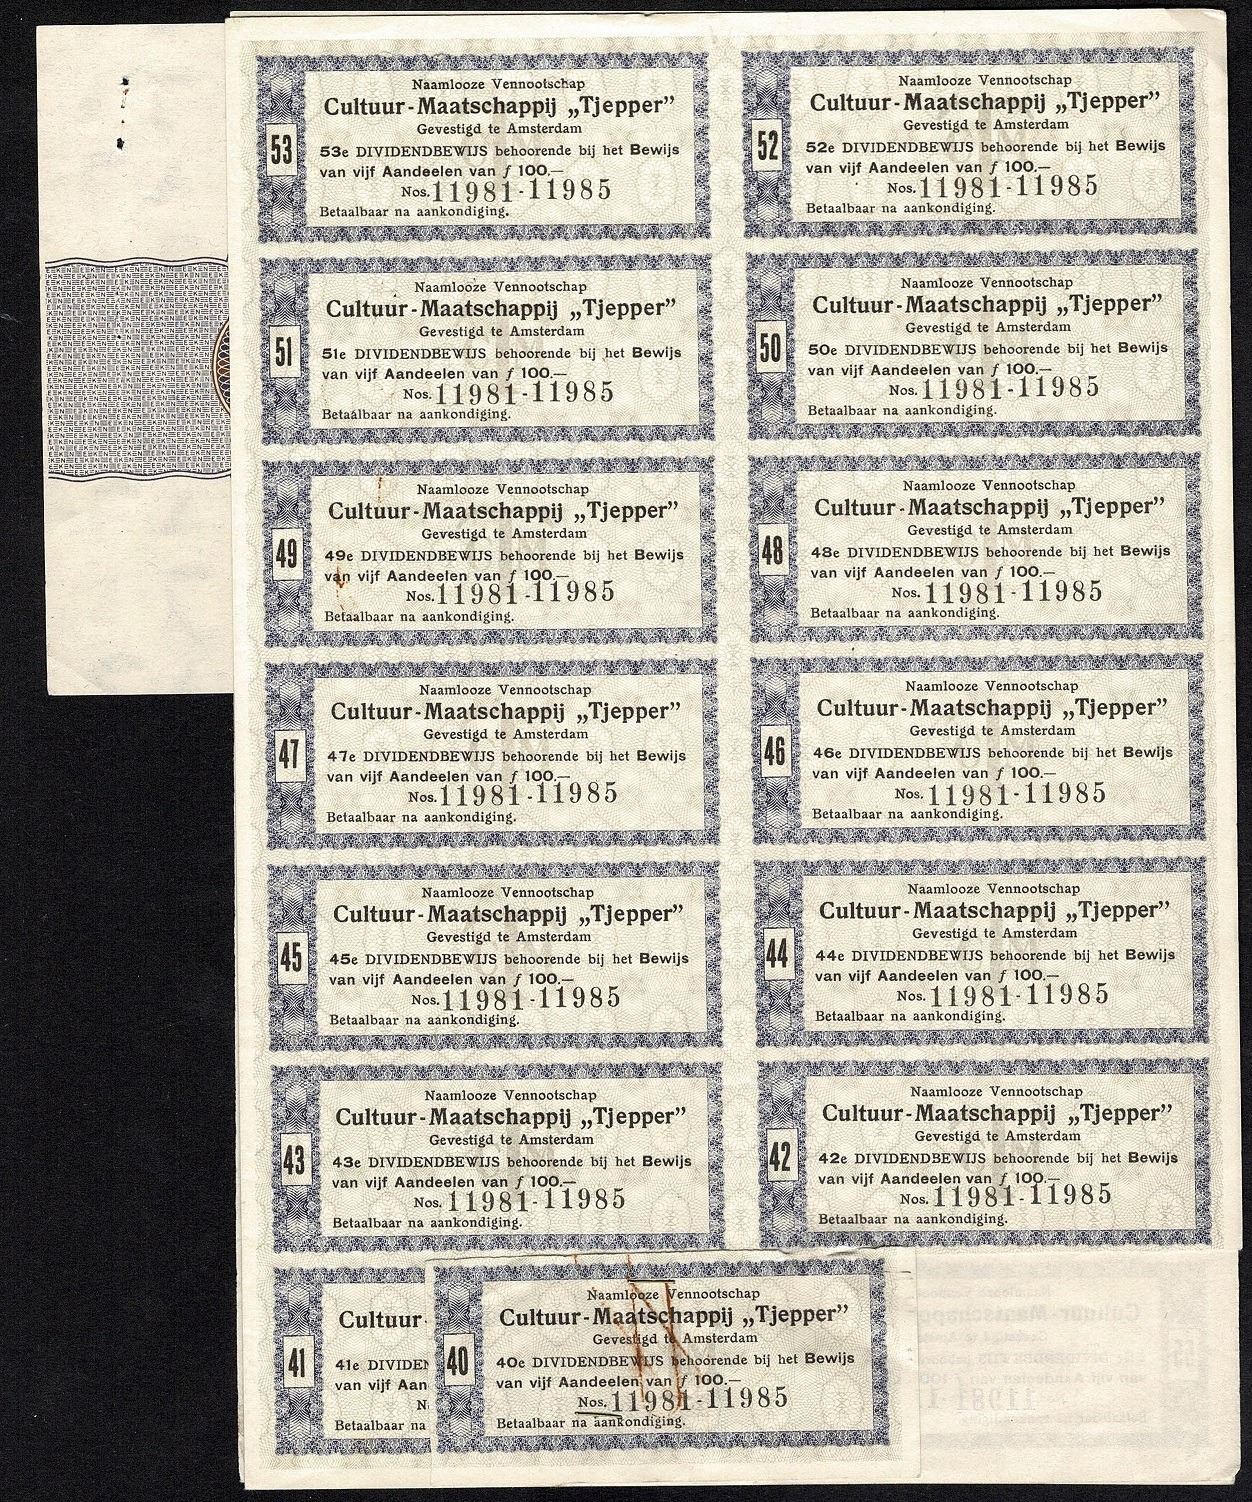 53
Naamlooze Vennootschap
Cultuur-Maatschappij „Tjepper”
Gevestigd te Amsterdam
53e DIVIDENDBEWIJS behoorende bij het Bewijs
van vijf Aandeelen van ƒ 100.—
Nos. 11981-11985
Betaalbaar na aankondiging.
52
Naamlooze Vennootschap
Cultuur-Maatschappij „Tjepper”
Gevestigd te Amsterdam
52e DIVIDENDBEWIJS behoorende bij het Bewijs
van vijf Aandeelen van ƒ 100.—
Nos. 11981-11985
Betaalbaar na aankondiging.
51
Naamlooze Vennootschap
Cultuur-Maatschappij „Tjepper”
Gevestigd te Amsterdam
51e DIVIDENDBEWIJS behoorende bij het Bewijs
van vijf Aandeelen van ƒ 100.—
Nos. 11981-11985
Betaalbaar na aankondiging.
50
Naamlooze Vennootschap
Cultuur-Maatschappij „Tjepper”
Gevestigd te Amsterdam
50e DIVIDENDBEWIJS behoorende bij het Bewijs
van vijf Aandeelen van ƒ 100.—
Nos. 11981-11985
Betaalbaar na aankondiging.
49
Naamlooze Vennootschap
Cultuur-Maatschappij „Tjepper”
Gevestigd te Amsterdam
49e DIVIDENDBEWIJS behoorende bij het Bewijs
van vijf Aandeelen van ƒ 100.—
Nos. 11981-11985
Betaalbaar na aankondiging.
48
Naamlooze Vennootschap
Cultuur-Maatschappij „Tjepper”
Gevestigd te Amsterdam
48e DIVIDENDBEWIJS behoorende bij het Bewijs
van vijf Aandeelen van ƒ 100.—
Nos. 11981-11985
Betaalbaar na aankondiging.
47
Naamlooze Vennootschap
Cultuur-Maatschappij „Tjepper”
Gevestigd te Amsterdam
47e DIVIDENDBEWIJS behoorende bij het Bewijs
van vijf Aandeelen van ƒ 100.—
Nos. 11981-11985
Betaalbaar na aankondiging.
46
Naamlooze Vennootschap
Cultuur-Maatschappij „Tjepper”
Gevestigd te Amsterdam
46e DIVIDENDBEWIJS behoorende bij het Bewijs
van vijf Aandeelen van ƒ 100.—
Nos. 11981-11985
Betaalbaar na aankondiging.
45
Naamlooze Vennootschap
Cultuur-Maatschappij „Tjepper”
Gevestigd te Amsterdam
45e DIVIDENDBEWIJS behoorende bij het Bewijs
van vijf Aandeelen van ƒ 100.—
Nos. 11981-11985
Betaalbaar na aankondiging.
44
Naamlooze Vennootschap
Cultuur-Maatschappij „Tjepper”
Gevestigd te Amsterdam
44e DIVIDENDBEWIJS behoorende bij het Bewijs
van vijf Aandeelen van ƒ 100.—
Nos. 11981-11985
Betaalbaar na aankondiging.
43
Naamlooze Vennootschap
Cultuur-Maatschappij „Tjepper”
Gevestigd te Amsterdam
43e DIVIDENDBEWIJS behoorende bij het Bewijs
van vijf Aandeelen van ƒ 100.—
Nos. 11981-11985
Betaalbaar na aankondiging.
42
Naamlooze Vennootschap
Cultuur-Maatschappij „Tjepper”
Gevestigd te Amsterdam
42e DIVIDENDBEWIJS behoorende bij het Bewijs
van vijf Aandeelen van ƒ 100.—
Nos. 11981-11985
Betaalbaar na aankondiging.
41
Cultuur
41e DIVIDEN
van vijf Aan
N
Betaalbaar na
40
Naamlooze Vennootschap
Cultuur-Maatschappij „Tjepper”
Gevestigd te Amsterdam
40e DIVIDENDBEWIJS behoorende bij het Bewijs
van vijf Aandeelen van ƒ 100.—
Nos. 11981-11985
Betaalbaar na aankondiging.